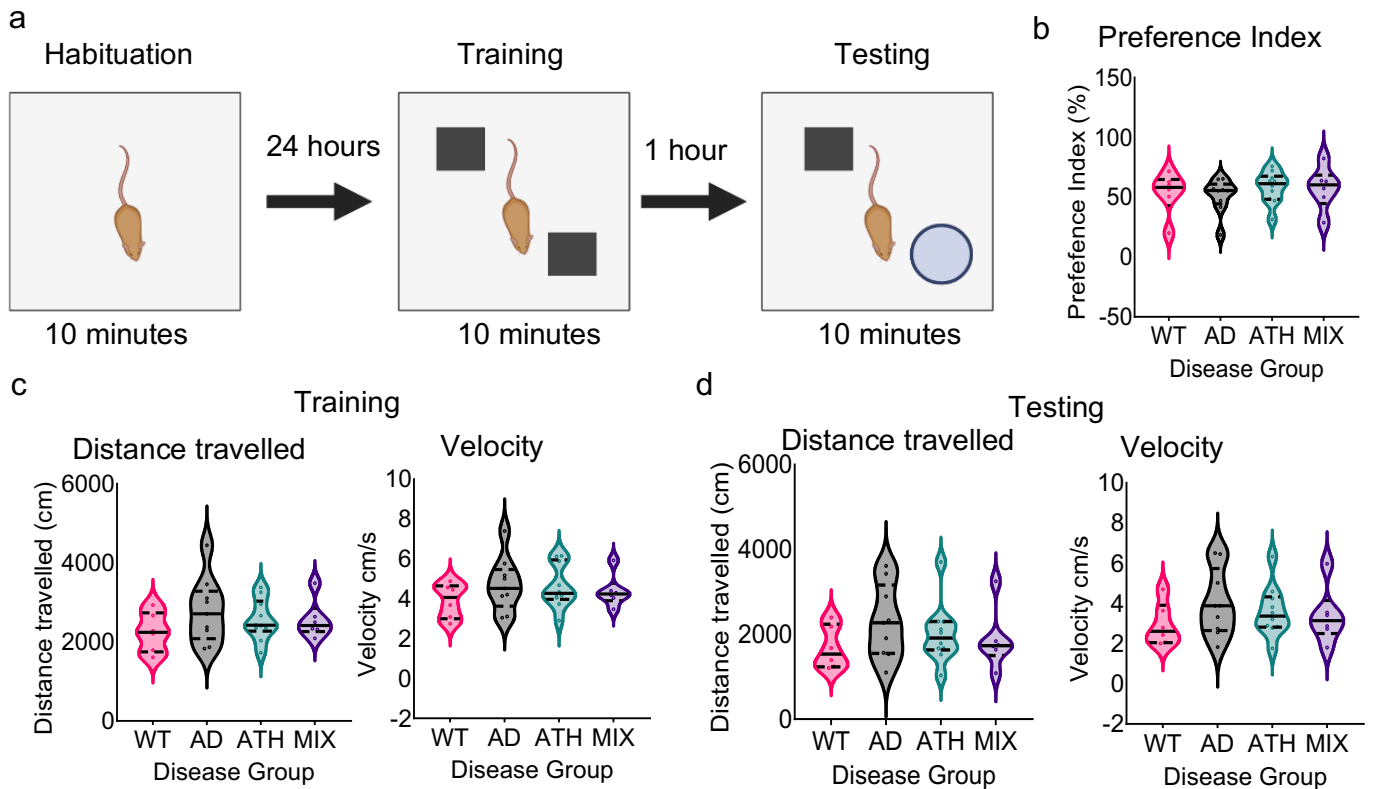 a
Habituation
Training
Testing
24 hours
1 hour
10 minutes
10 minutes
10 minutes
b
Preference Index
Prefefence Index (%)
150
100
50
0
-50
WT AD ATH MIX
Disease Group
c
Training
Distance travelled
Distance travelled (cm)
6000
4000
2000
0
WT AD ATH MIX
Disease Group
Velocity
Velocity cm/s
10
8
6
4
2
0
-2
WT AD ATH MIX
Disease Group
d
Testing
Distance travelled
Distance travelled (cm)
6000
4000
2000
0
WT AD ATH MIX
Disease Group
Velocity
Velocity cm/s
10
8
6
4
2
0
-2
WT AD ATH MIX
Disease Group